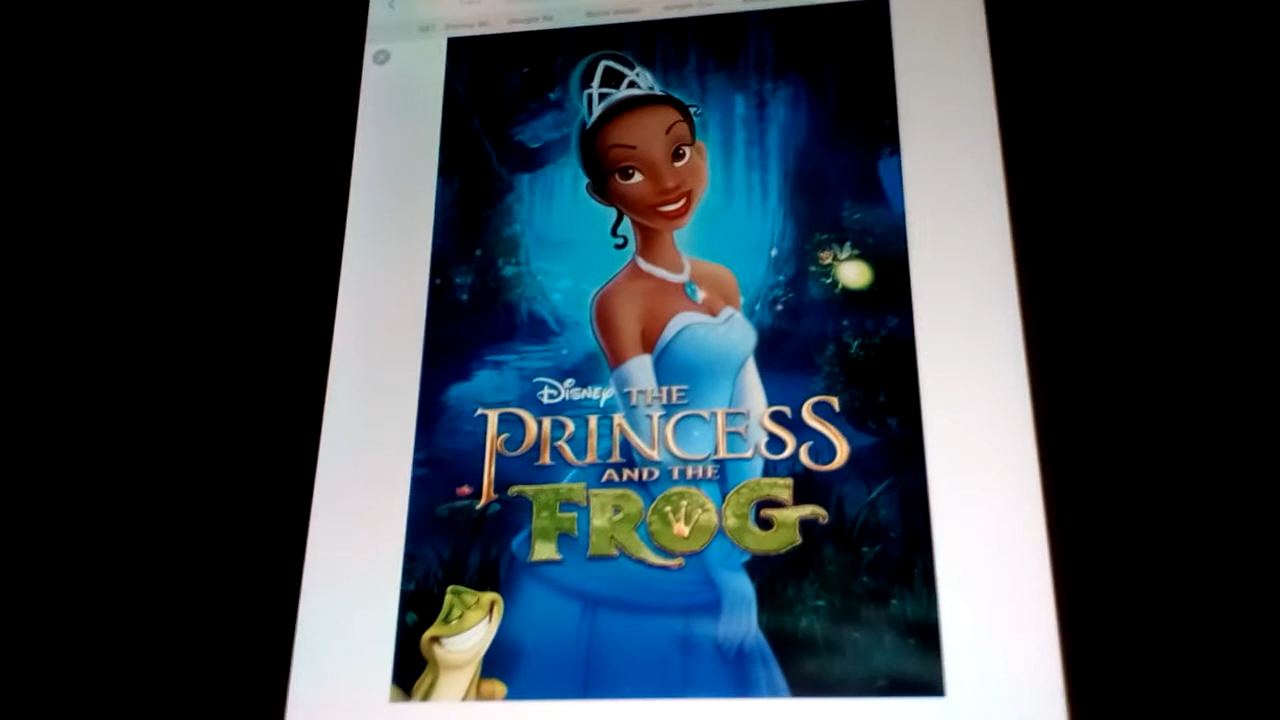 Disney THE
PRINCESS
AND THE
FROG